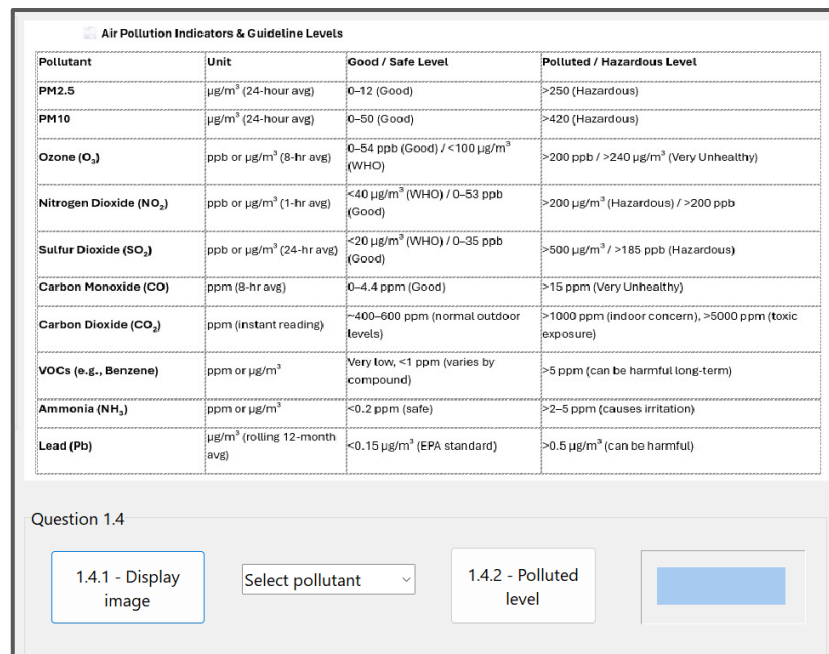 Air Pollution Indicators & Guideline Levels
Pollutant Unit Good / Safe Level Polluted / Hazardous Level
PM2.5 µg/m³ (24-hour avg) 0–12 (Good) >250 (Hazardous)
PM10 µg/m³ (24-hour avg) 0–50 (Good) >420 (Hazardous)
Ozone (O₃) ppb or µg/m³ (8-hr avg) 0–54 ppb (Good) / <100 µg/m³ (WHO) >200 ppb / >240 µg/m³ (Very Unhealthy)
Nitrogen Dioxide (NO₂) ppb or µg/m³ (1-hr avg) <40 µg/m³ (WHO) / 0–53 ppb (Good) >200 µg/m³ (Hazardous) / >200 ppb
Sulfur Dioxide (SO₂) ppb or µg/m³ (24-hr avg) <20 µg/m³ (WHO) / 0–35 ppb (Good) >500 µg/m³ / >185 ppb (Hazardous)
Carbon Monoxide (CO) ppm (8-hr avg) 0–4.4 ppm (Good) >15 ppm (Very Unhealthy)
Carbon Dioxide (CO₂) ppm (instant reading) ~400–600 ppm (normal outdoor levels) >1000 ppm (indoor concern), >5000 ppm (toxic exposure)
VOCs (e.g., Benzene) ppm or µg/m³ Very low, <1 ppm (varies by compound) >5 ppm (can be harmful long-term)
Ammonia (NH₃) ppm or µg/m³ <0.2 ppm (safe) >2–5 ppm (causes irritation)
Lead (Pb) µg/m³ (rolling 12-month avg) <0.15 µg/m³ (EPA standard) >0.5 µg/m³ (can be harmful)
Question 1.4
1.4.1 - Display image
Select pollutant
1.4.2 - Polluted level